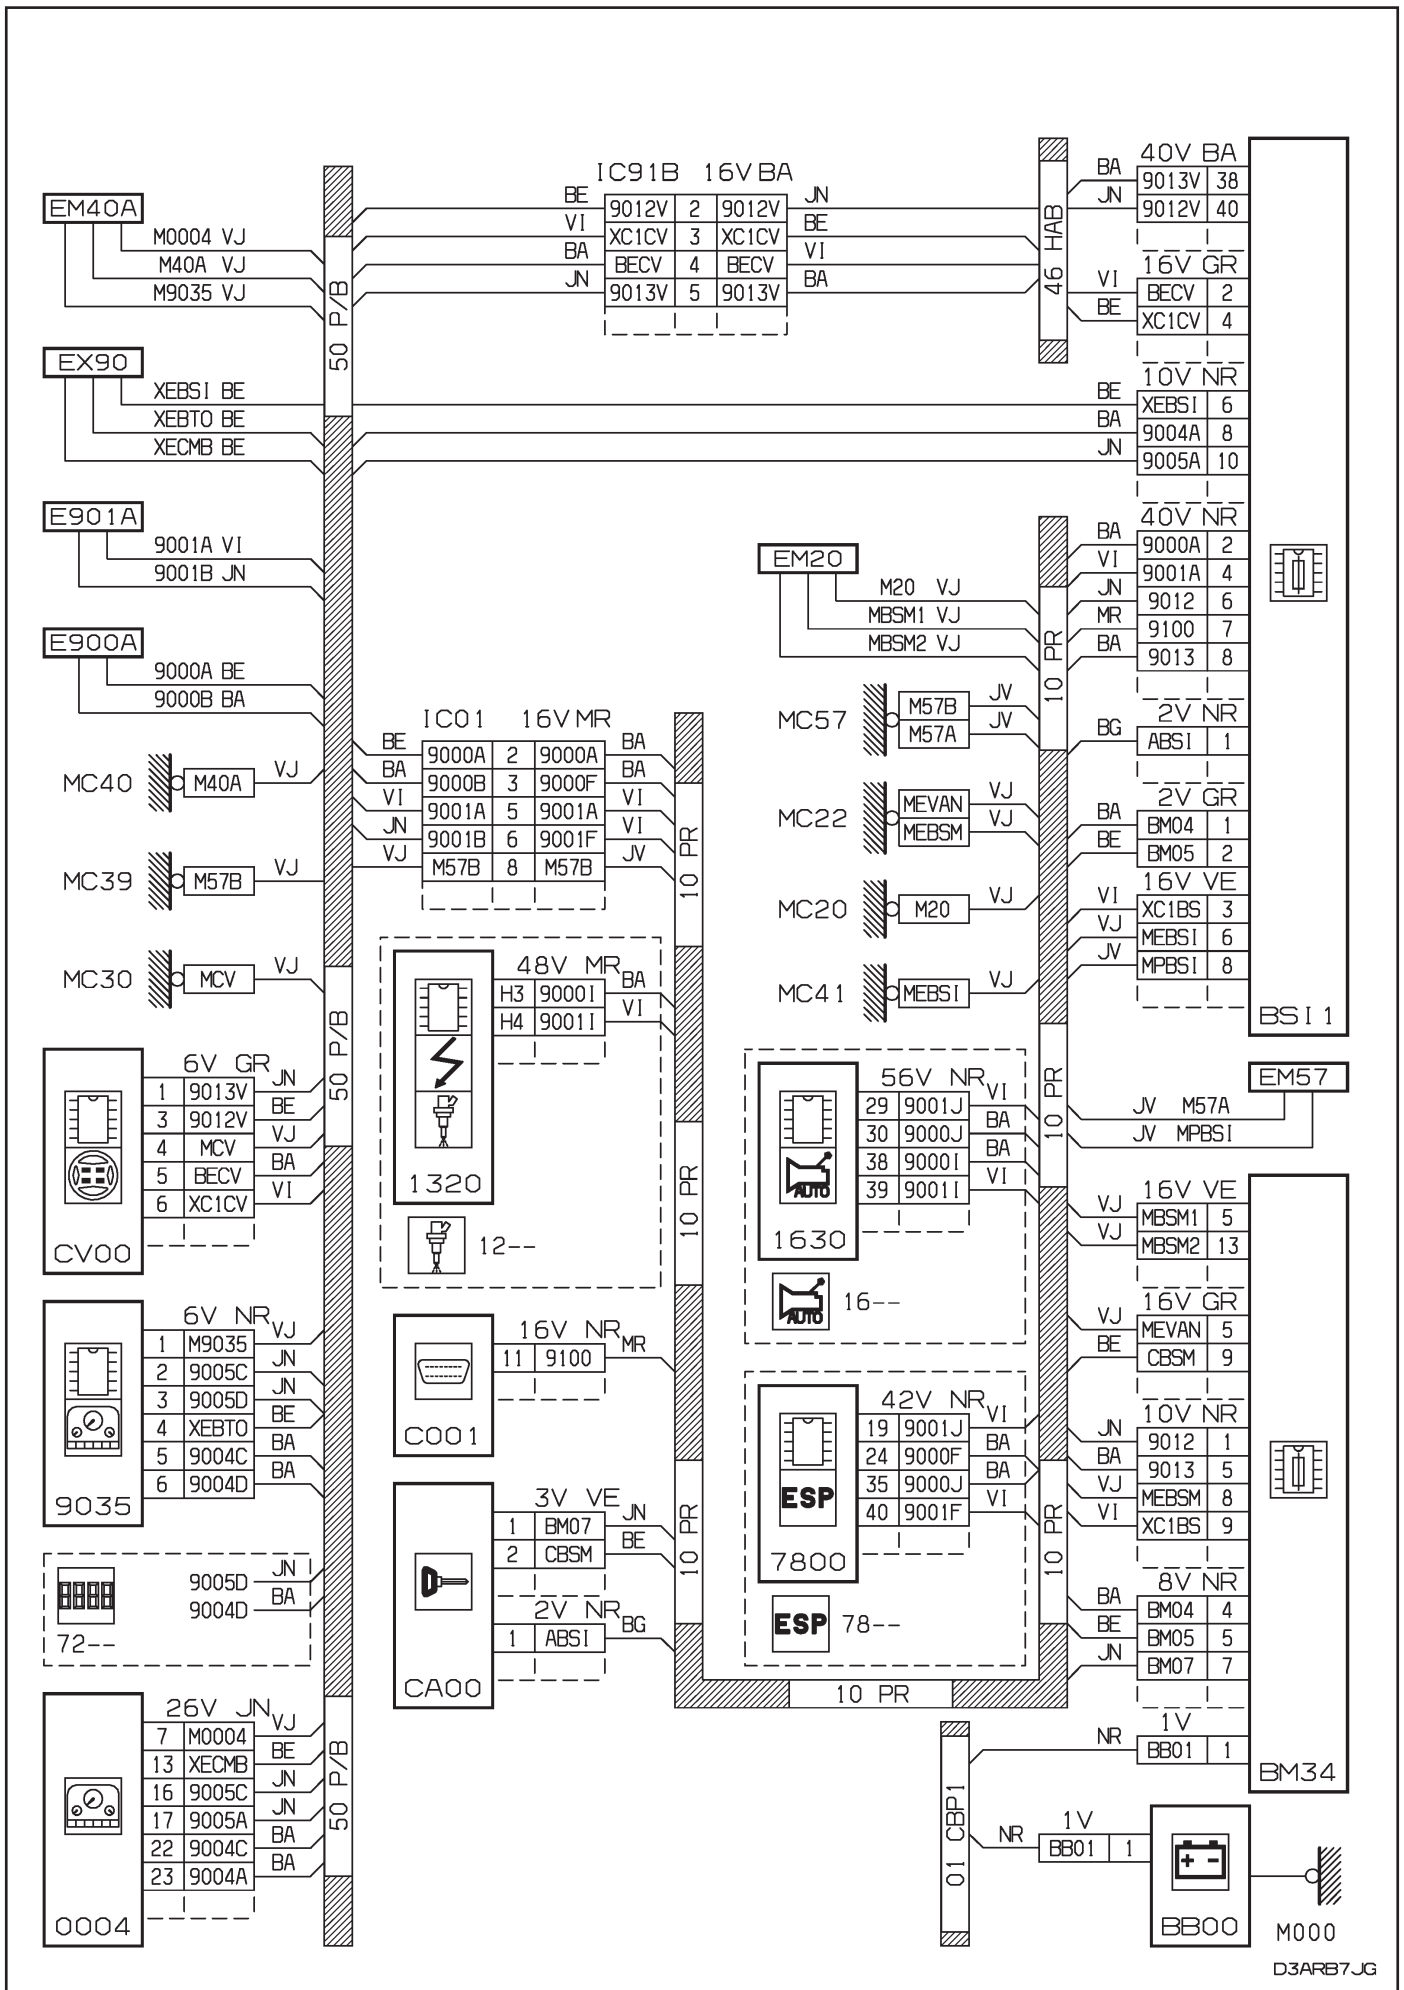 EM40A
M0004 VJ
M40A VJ
M9035 VJ
EX90
XEBSI BE
XEBTO BE
XECMB BE
E901A
9001A VI
9001B JN
E900A
9000A BE
9000B BA
MC40 M40A VJ
MC39 M57B VJ
MC30 MCV VJ
6V GR
1 9013V JN
3 9012V BE
4 MCV VJ
5 BECV BA
6 XC1CV VI
CV00
6V NR
1 M9035 VJ
2 9005C JN
3 9005D JN
4 XEBTO BE
5 9004C BA
6 9004D BA
9035
9005D JN
9004D BA
72--
26V JN
7 M0004 VJ
13 XECMB BE
16 9005C JN
17 9005A JN
22 9004C BA
23 9004A BA
0004
50 P/B
50 P/B
50 P/B
IC91B 16V BA
BE 9012V 2 9012V JN
VI XC1CV 3 XC1CV BE
BA BECV 4 BECV VI
JN 9013V 5 9013V BA
46 HAB
IC01 16V MR
BE 9000A 2 9000A BA
BA 9000B 3 9000F BA
VI 9001A 5 9001A VI
JN 9001B 6 9001F VI
VJ M57B 8 M57B JV
48V MR
H3 9000I BA
H4 9001I VI
1320
12--
16V NR
11 9100 MR
C001
3V VE
1 BM07 JN
2 CBSM BE
2V NR
1 ABSI BG
CA00
10 PR
10 PR
10 PR
10 PR
EM20
M20 VJ
MBSM1 VJ
MBSM2 VJ
MC57 M57B JV
M57A JV
MC22 MEVAN VJ
MEBSM VJ
MC20 M20 VJ
MC41 MEBSI VJ
56V NR
29 9001J VI
30 9000J BA
38 9000I BA
39 9001I VI
AUTO
1630
AUTO
16--
42V NR
19 9001J VI
24 9000F BA
35 9000J BA
40 9001F VI
ESP
7800
ESP 78--
10 PR
10 PR
10 PR
40V BA
BA 9013V 38
JN 9012V 40
16V GR
VI BECV 2
BE XC1CV 4
10V NR
BE XEBSI 6
BA 9004A 8
JN 9005A 10
40V NR
BA 9000A 2
VI 9001A 4
JN 9012 6
MR 9100 7
BA 9013 8
2V NR
BG ABSI 1
2V GR
BA BM04 1
BE BM05 2
16V VE
VI XC1BS 3
VJ MEBSI 6
JV MPBSI 8
BSI1
EM57
JV M57A
JV MPBSI
16V VE
VJ MBSM1 5
VJ MBSM2 13
16V GR
VJ MEVAN 5
BE CBSM 9
10V NR
JN 9012 1
BA 9013 5
VJ MEBSM 8
VI XC1BS 9
8V NR
BA BM04 4
BE BM05 5
JN BM07 7
1V
NR BB01 1
BM34
01 CBP1
1V
NR BB01 1
+ -
BB00
M000
D3ARB7JG